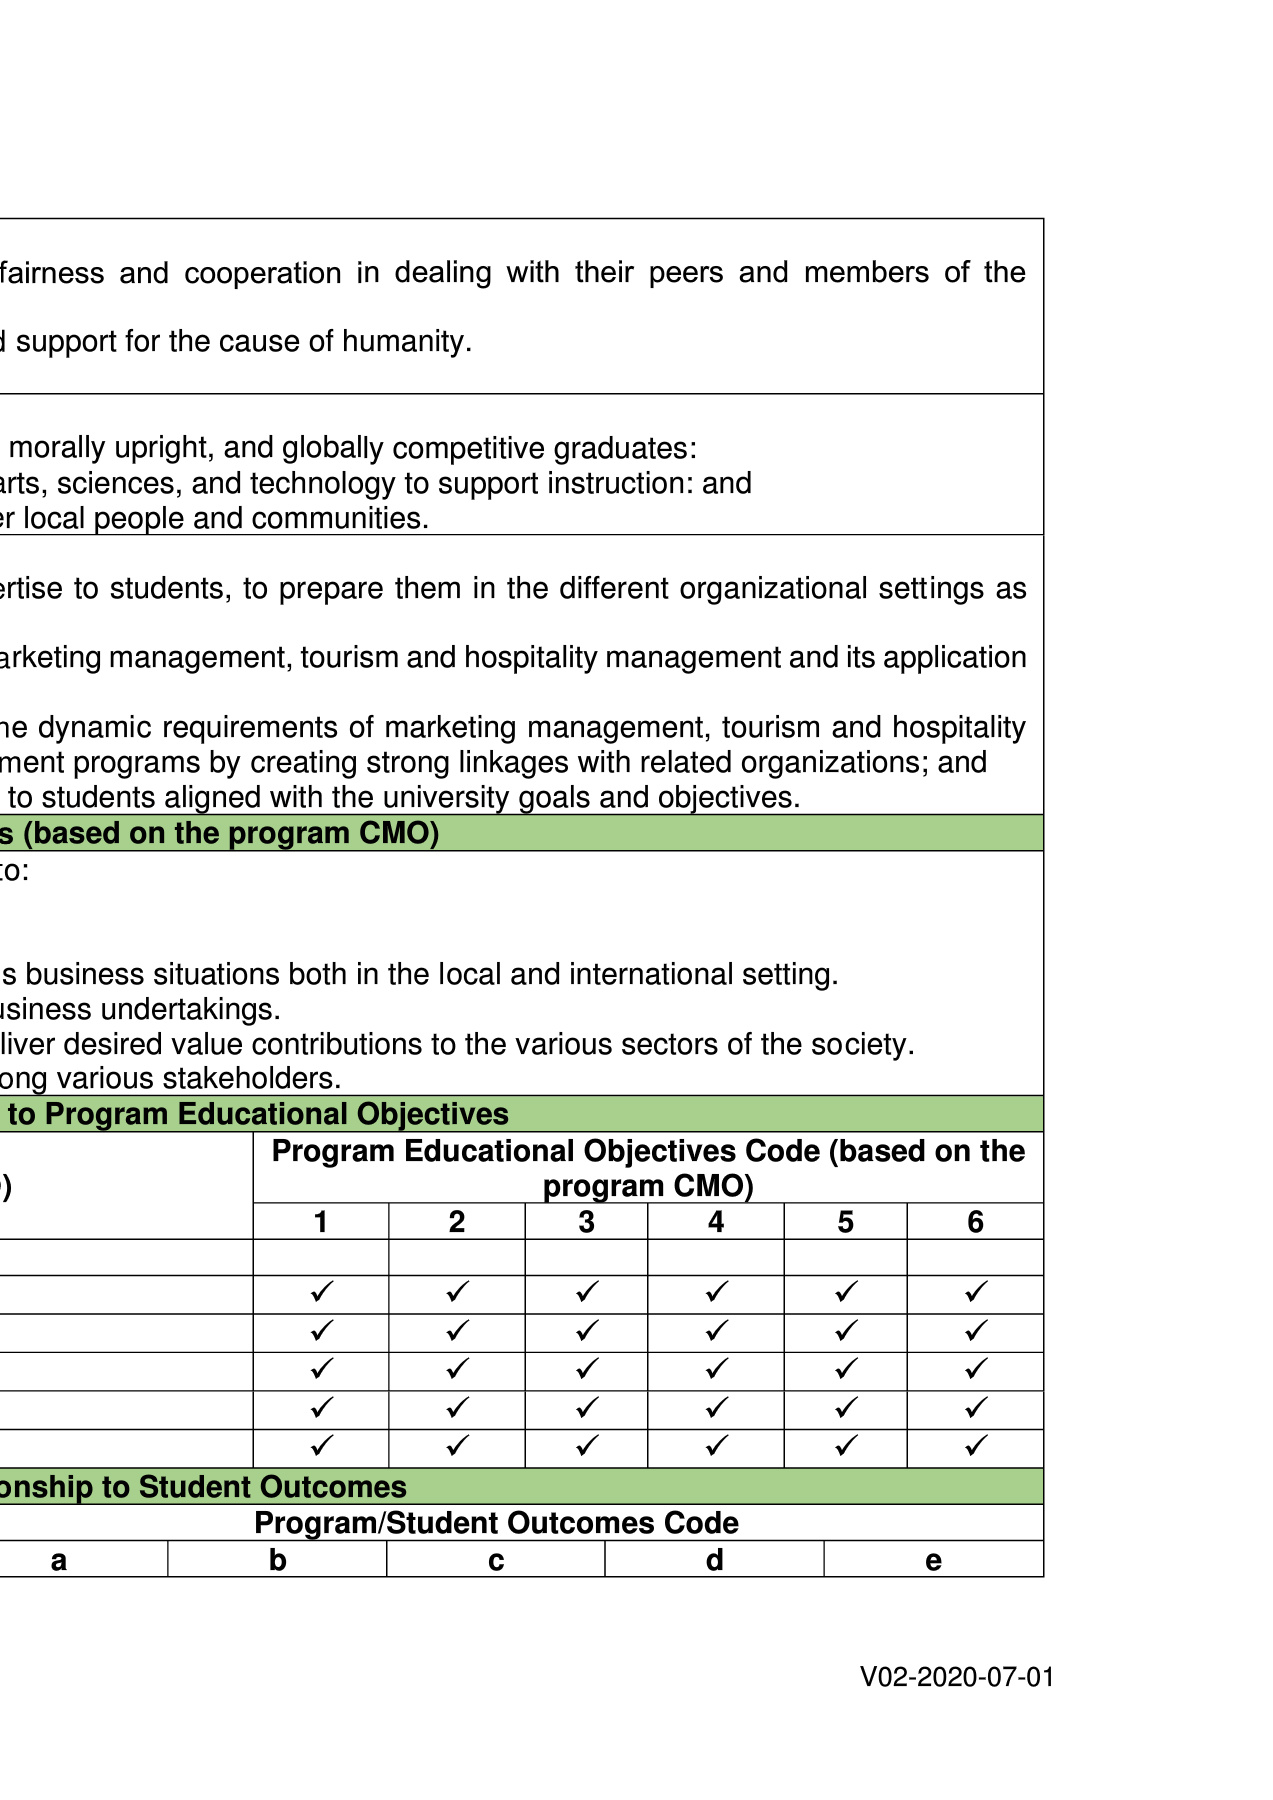 fairness and cooperation in dealing with their peers and members of the
support for the cause of humanity.
morally upright, and globally competitive graduates:
arts, sciences, and technology to support instruction: and
er local people and communities.
ertise to students, to prepare them in the different organizational settings as
arketing management, tourism and hospitality management and its application
he dynamic requirements of marketing management, tourism and hospitality
ment programs by creating strong linkages with related organizations; and
to students aligned with the university goals and objectives.
s (based on the program CMO)
to:
s business situations both in the local and international setting.
usiness undertakings.
liver desired value contributions to the various sectors of the society.
ong various stakeholders.
to Program Educational Objectives
Program Educational Objectives Code (based on the
program CMO)
)
1 2 3 4 5 6
✓ ✓ ✓ ✓ ✓ ✓
✓ ✓ ✓ ✓ ✓ ✓
✓ ✓ ✓ ✓ ✓ ✓
✓ ✓ ✓ ✓ ✓ ✓
✓ ✓ ✓ ✓ ✓ ✓
onship to Student Outcomes
Program/Student Outcomes Code
a b c d e
V02-2020-07-01